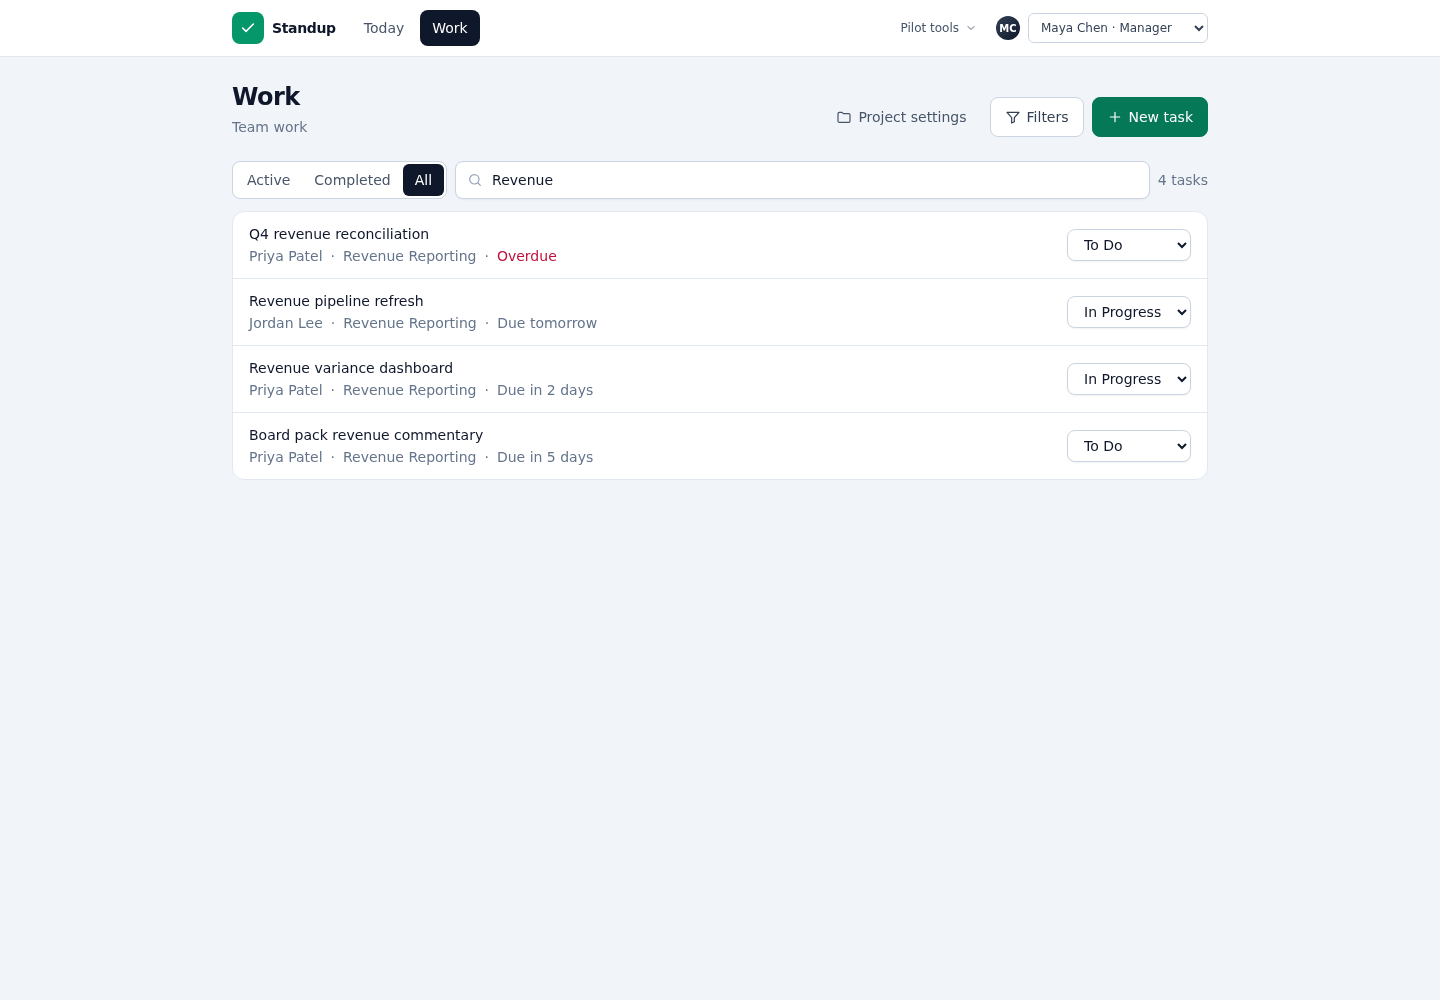 Standup Today Work Pilot tools MC Maya Chen · Manager
Work
Team work
Project settings Filters New task
Active Completed All Revenue 4 tasks
Q4 revenue reconciliation
Priya Patel · Revenue Reporting · Overdue
To Do
Revenue pipeline refresh
Jordan Lee · Revenue Reporting · Due tomorrow
In Progress
Revenue variance dashboard
Priya Patel · Revenue Reporting · Due in 2 days
In Progress
Board pack revenue commentary
Priya Patel · Revenue Reporting · Due in 5 days
To Do